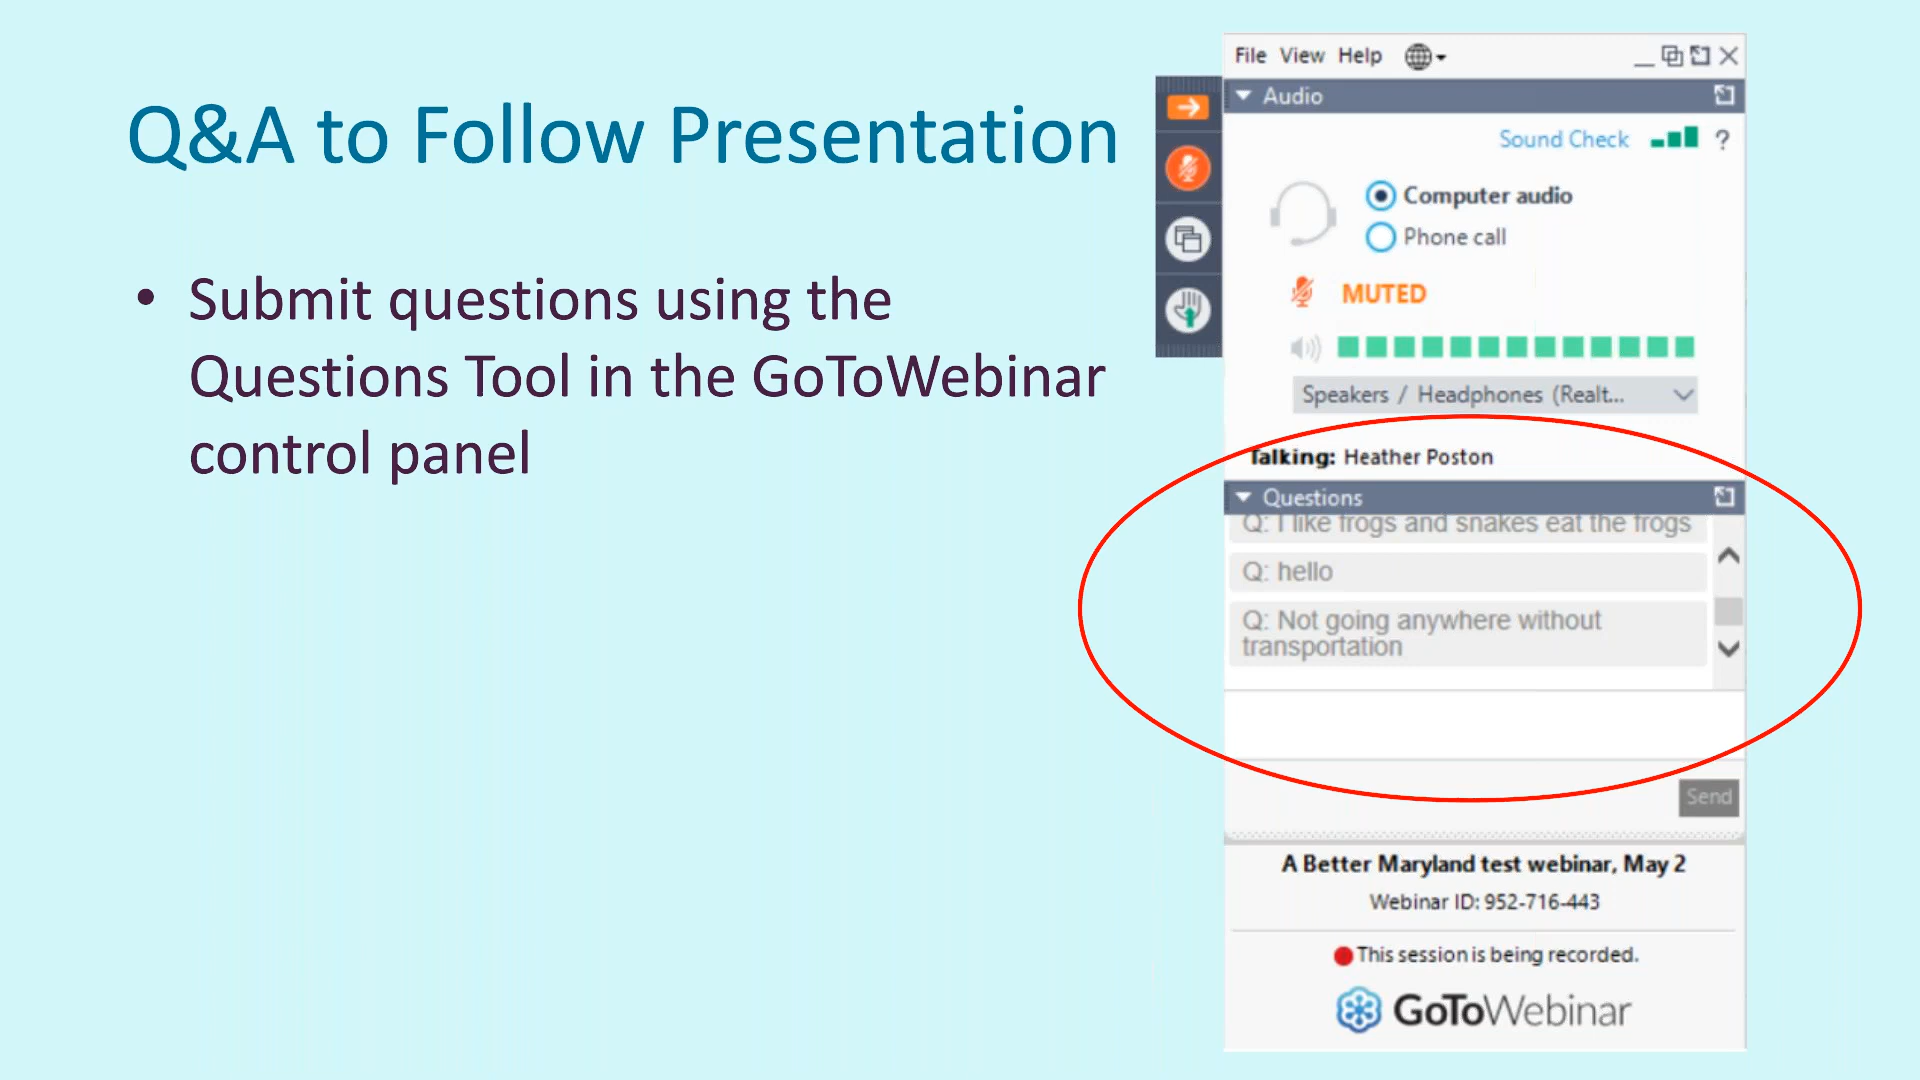 Q&A to Follow Presentation
• Submit questions using the
Questions Tool in the GoToWebinar
control panel
File View Help
Audio
Sound Check ?
Computer audio
Phone call
MUTED
Speakers / Headphones (Realt...
Talking: Heather Poston
Questions
Q: I like frogs and snakes eat the frogs
Q: hello
Q: Not going anywhere without
transportation
Send
A Better Maryland test webinar, May 2
Webinar ID: 952-716-443
This session is being recorded.
GoToWebinar